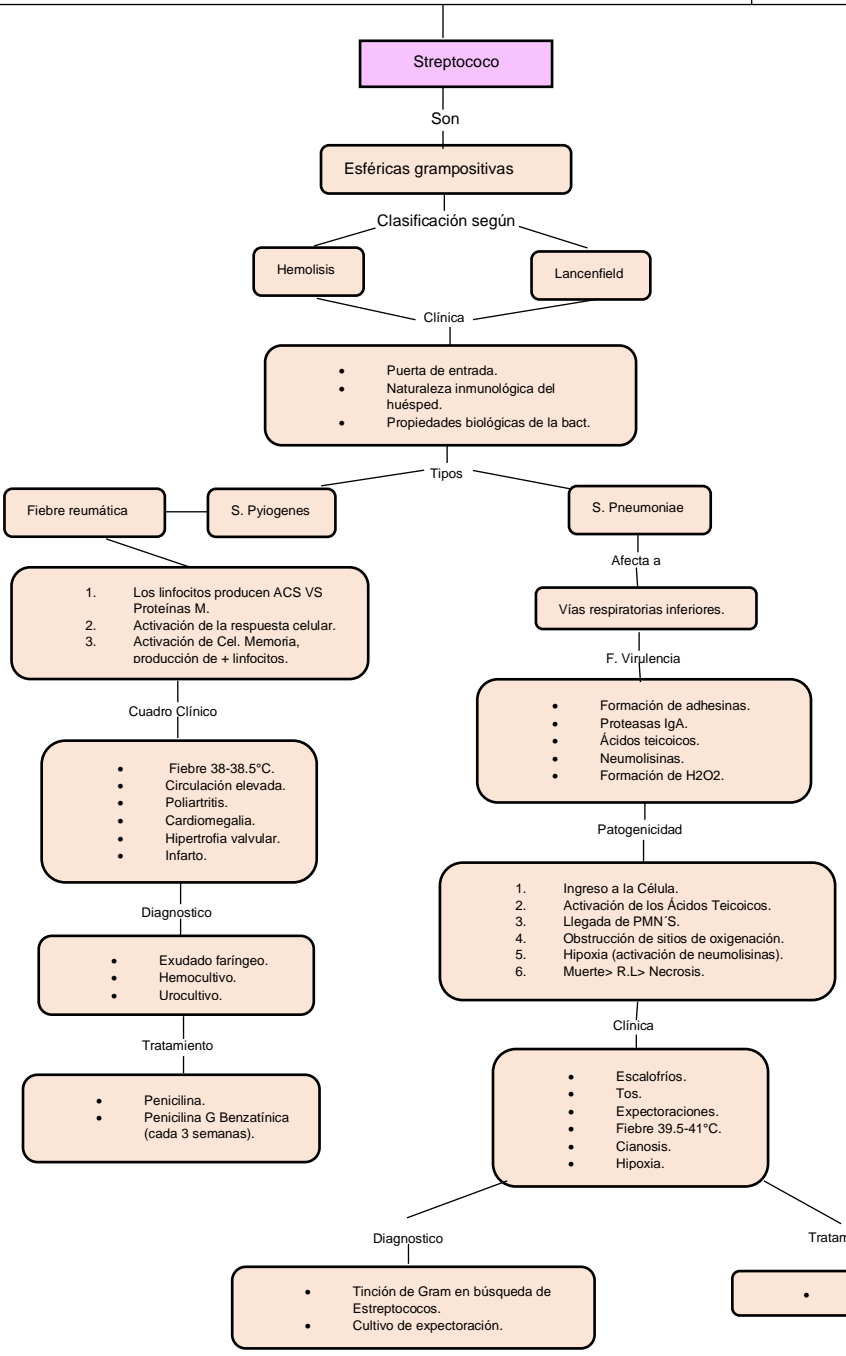 Streptococo
Son
Esféricas grampositivas
Clasificación según
Hemolisis
Lancenfield
Clínica
• Puerta de entrada.
• Naturaleza inmunológica del
huésped.
• Propiedades biológicas de la bact.
Tipos
Fiebre reumática
S. Pyiogenes
S. Pneumoniae
Afecta a
1. Los linfocitos producen ACS VS
Proteínas M.
2. Activación de la respuesta celular.
3. Activación de Cel. Memoria,
producción de + linfocitos.
Vías respiratorias inferiores.
F. Virulencia
Cuadro Clínico
• Formación de adhesinas.
• Proteasas IgA.
• Ácidos teicoicos.
• Neumolisinas.
• Formación de H2O2.
• Fiebre 38-38.5°C.
• Circulación elevada.
• Poliartritis.
• Cardiomegalia.
• Hipertrofia valvular.
• Infarto.
Patogenicidad
1. Ingreso a la Célula.
2. Activación de los Ácidos Teicoicos.
3. Llegada de PMN´S.
4. Obstrucción de sitios de oxigenación.
5. Hipoxia (activación de neumolisinas).
6. Muerte> R.L> Necrosis.
Diagnostico
• Exudado faríngeo.
• Hemocultivo.
• Urocultivo.
Clínica
Tratamiento
• Penicilina.
• Penicilina G Benzatínica
(cada 3 semanas).
• Escalofríos.
• Tos.
• Expectoraciones.
• Fiebre 39.5-41°C.
• Cianosis.
• Hipoxia.
Diagnostico
Tratam
• Tinción de Gram en búsqueda de
Estreptococos.
• Cultivo de expectoración.
•